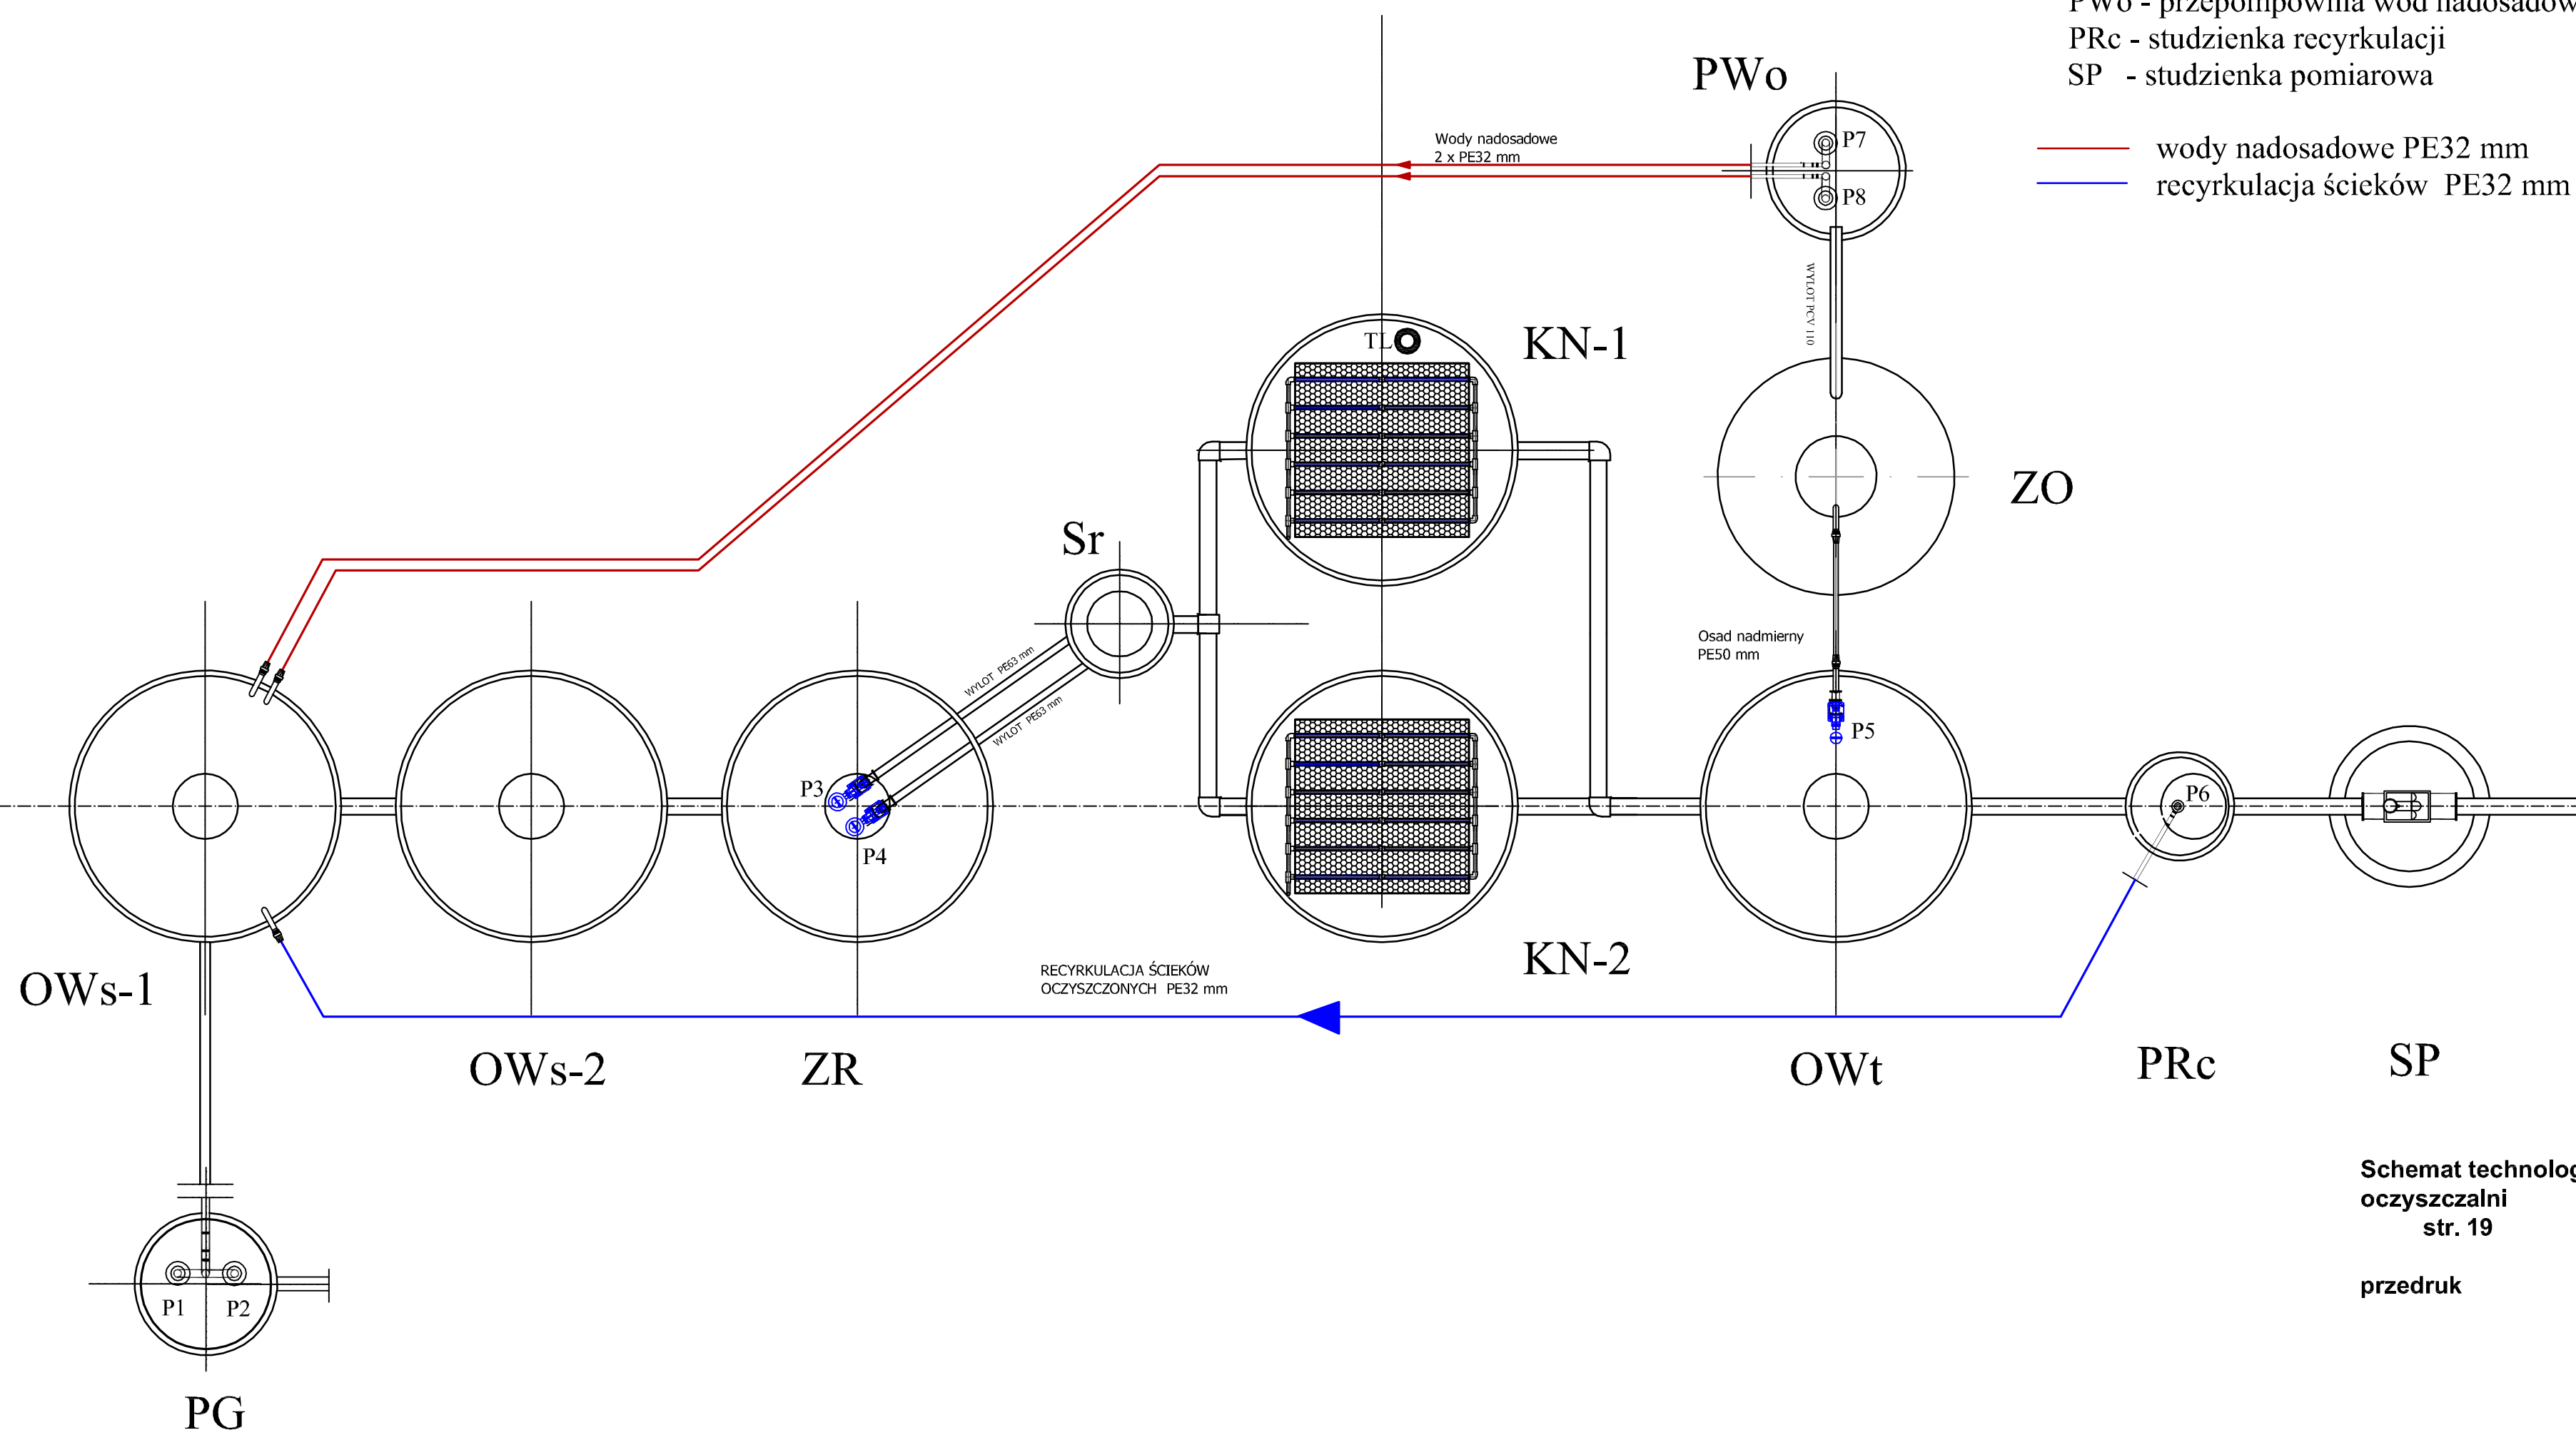 PWo - przepompownia wód nadosadow
PRc - studzienka recyrkulacji
SP - studzienka pomiarowa
wody nadosadowe PE32 mm
recyrkulacja ścieków PE32 mm
PWo
P7
P8
Wody nadosadowe
2 x PE32 mm
WYLOT PCV 110
KN-1
TL
ZO
Sr
WYLOT PE63 mm
WYLOT PE63 mm
Osad nadmierny
PE50 mm
P5
P3
P4
P6
OWs-1
KN-2
RECYRKULACJA ŚCIEKÓW
OCZYSZCZONYCH PE32 mm
OWs-2
ZR
OWt
PRc
SP
Schemat technolog
oczyszczalni
str. 19
przedruk
P1
P2
PG